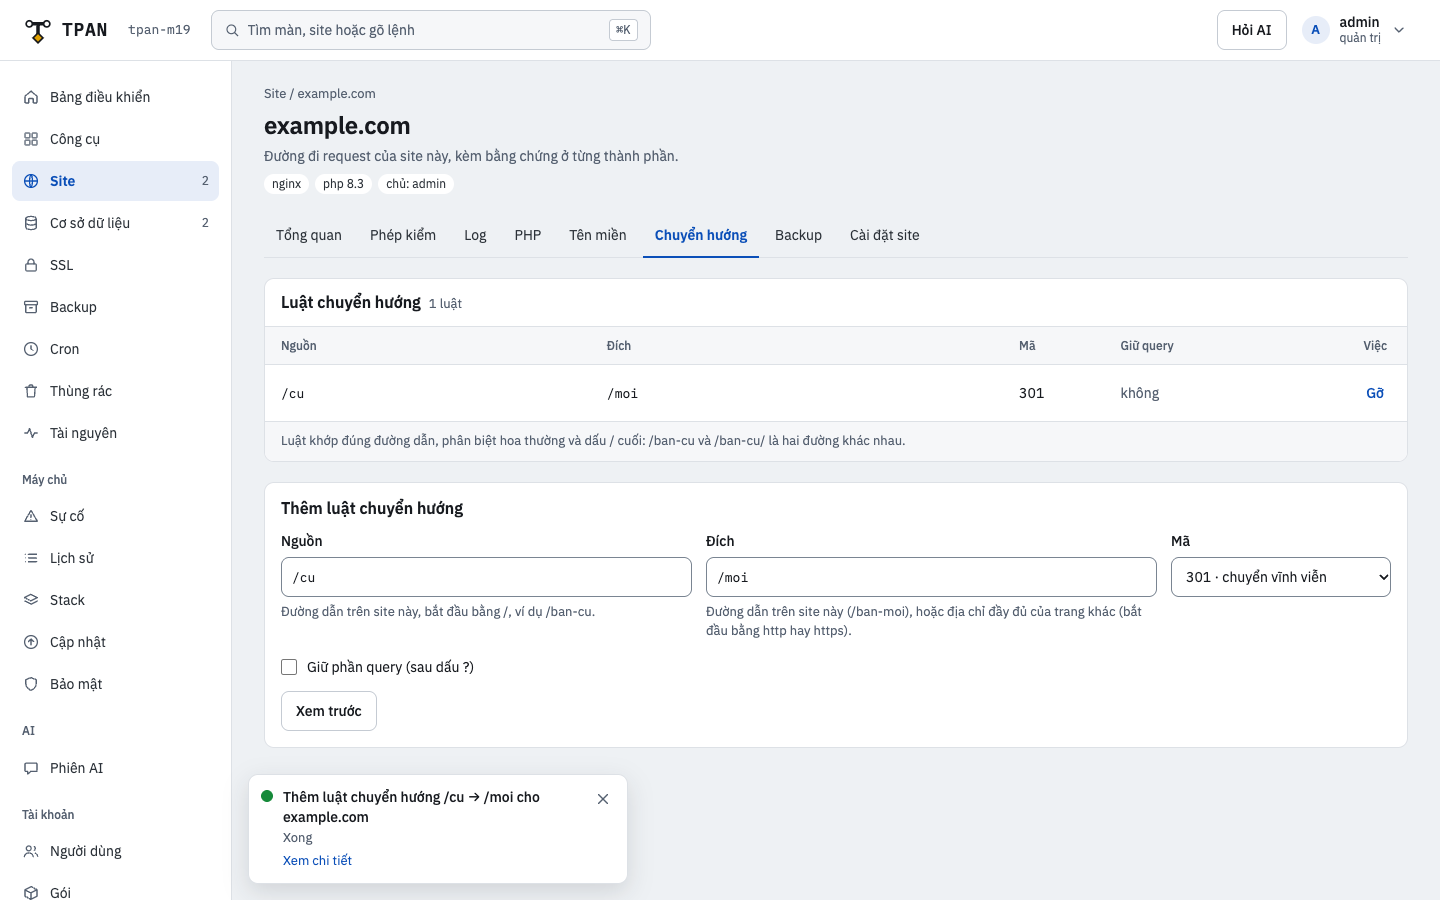 TPAN
tpan-m19
Tìm màn, site hoặc gõ lệnh
⌘K
Hỏi AI
A
admin
quản trị
Bảng điều khiển
Công cụ
Site
2
Cơ sở dữ liệu
2
SSL
Backup
Cron
Thùng rác
Tài nguyên
Máy chủ
Sự cố
Lịch sử
Stack
Cập nhật
Bảo mật
AI
Phiên AI
Tài khoản
Người dùng
Gói
Site / example.com
example.com
Đường đi request của site này, kèm bằng chứng ở từng thành phần.
nginx php 8.3 chủ: admin
Tổng quan Phép kiểm Log PHP Tên miền Chuyển hướng Backup Cài đặt site
Luật chuyển hướng 1 luật
Nguồn Đích Mã Giữ query Việc
/cu /moi 301 không Gỡ
Luật khớp đúng đường dẫn, phân biệt hoa thường và dấu / cuối: /ban-cu và /ban-cu/ là hai đường khác nhau.
Thêm luật chuyển hướng
Nguồn Đích Mã
/cu /moi 301 · chuyển vĩnh viễn
Đường dẫn trên site này, bắt đầu bằng /, ví dụ /ban-cu.
Đường dẫn trên site này (/ban-moi), hoặc địa chỉ đầy đủ của trang khác (bắt
đầu bằng http hay https).
Giữ phần query (sau dấu ?)
Xem trước
Thêm luật chuyển hướng /cu → /moi cho
example.com
Xong
Xem chi tiết